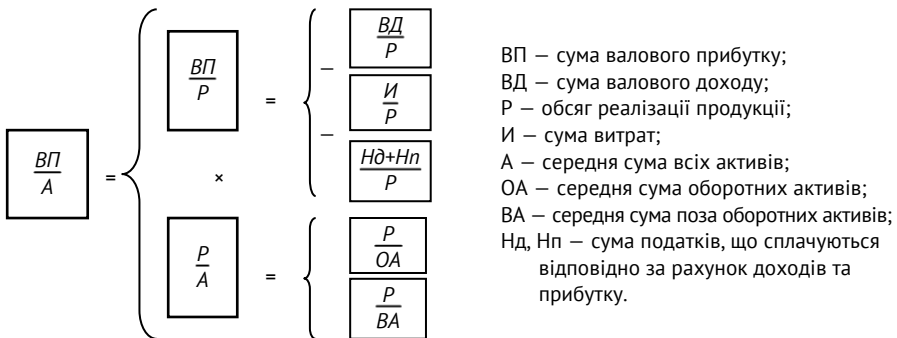 ВП/А = ВП/Р = ВД/Р
− И/Р
− Нд+Нп/Р
×
Р/А = Р/ОА
Р/ВА
ВП — сума валового прибутку;
ВД — сума валового доходу;
Р — обсяг реалізації продукції;
И — сума витрат;
А — середня сума всіх активів;
ОА — середня сума оборотних активів;
ВА — середня сума поза оборотних активів;
Нд, Нп — сума податків, що сплачуються
відповідно за рахунок доходів та
прибутку.